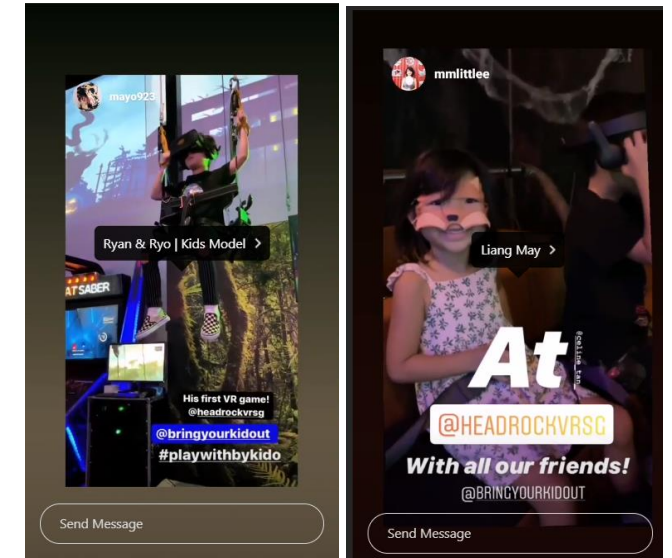 mayo923
Ryan & Ryo | Kids Model >
AT SABER
His first VR game!
@headrockvrsg
@bringyourkidout
#playwithbykido
Send Message
mmlittlee
Liang May >
At
@celine_tan_
@HEADROCKVRSG
With all our friends!
@BRINGYOURKIDOUT
Send Message